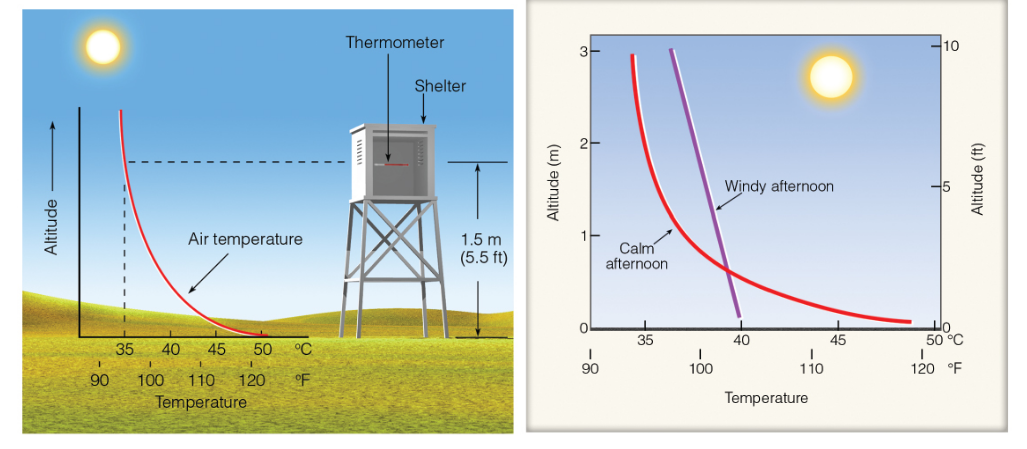 Thermometer
Shelter
Altitude
Air temperature
1.5 m
(5.5 ft)
35 40 45 50 °C
90 100 110 120 °F
Temperature
3
2
1
0
Altitude (m)
10
5
0
Altitude (ft)
Windy afternoon
Calm
afternoon
35 40 45 50 °C
90 100 110 120 °F
Temperature